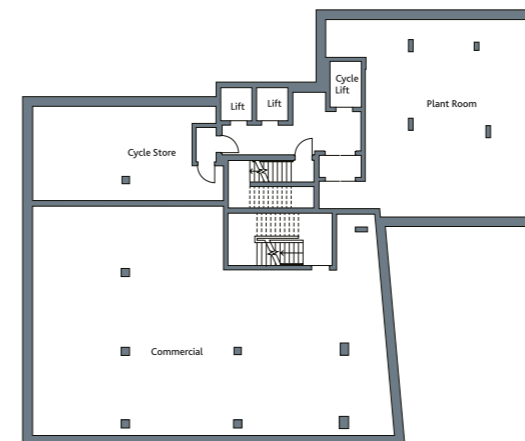 Cycle
Lift
Lift
Lift
Plant Room
Cycle Store
Commercial